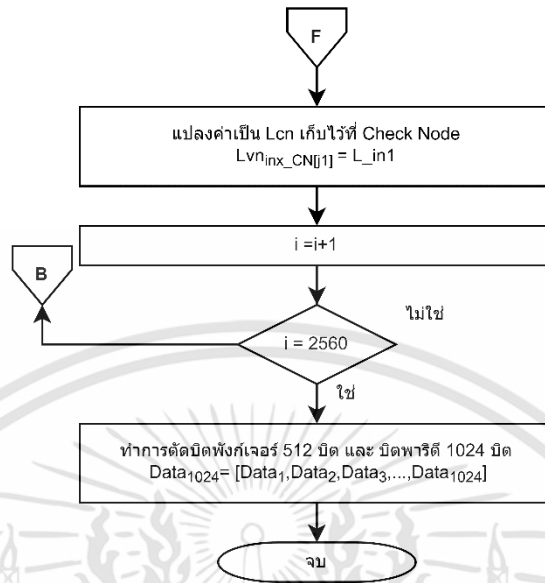 F
แปลงค่าเป็น Lcn เก็บไว้ที่ Check Node
Lvn_inx_CN[j1] = L_in1
i =i+1
B
ไม่ใช่
i = 2560
ใช่
ทำการตัดบิตพังก์เจอร์ 512 บิต และ บิตพาริตี 1024 บิต
Data1024= [Data1,Data2,Data3,...,Data1024]
จบ